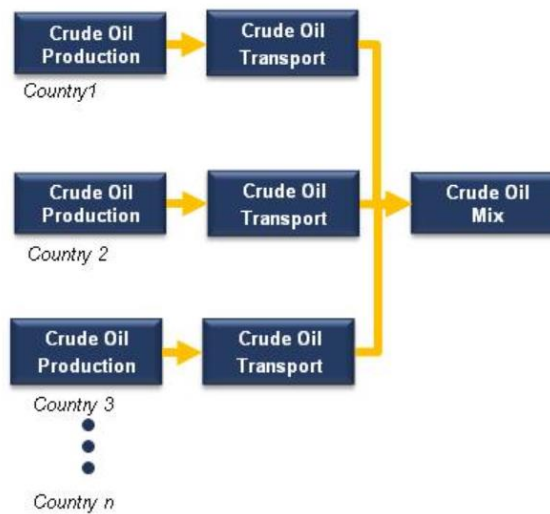 Crude Oil
Production
Crude Oil
Transport
Country1
Crude Oil
Production
Crude Oil
Transport
Crude Oil
Mix
Country 2
Crude Oil
Production
Crude Oil
Transport
Country 3
Country n